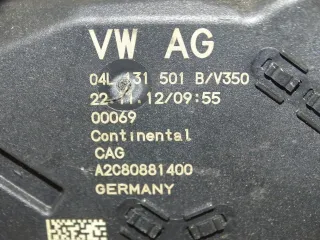 VW AG
04L 131 501 B/V350
22.11.12/09:55
00069
Continental
CAG
A2C80881400
GERMANY